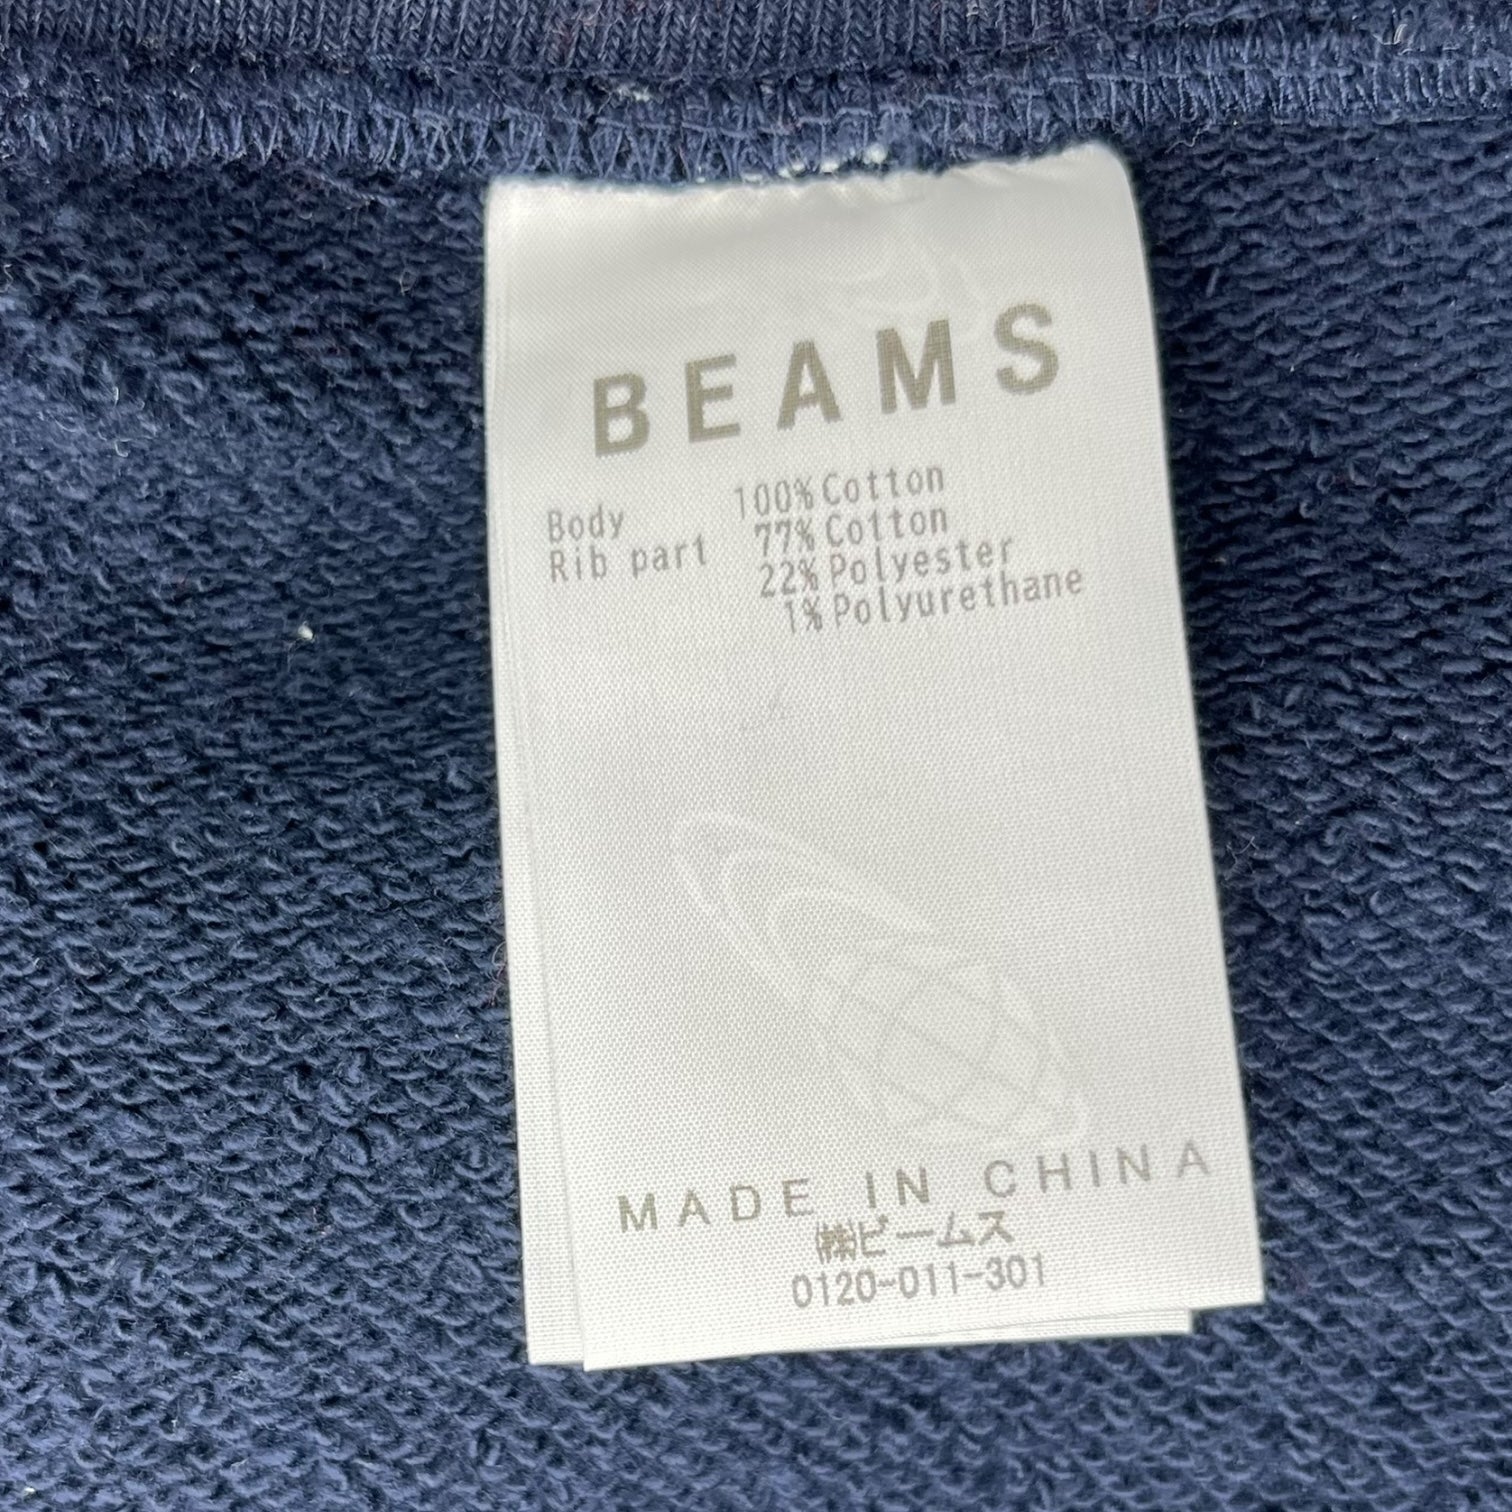 BEAMS
Body 100% Cotton
Rib part 77% Cotton
22% Polyester
1% Polyurethane
MADE IN CHINA
㈱ビームス
0120-011-301